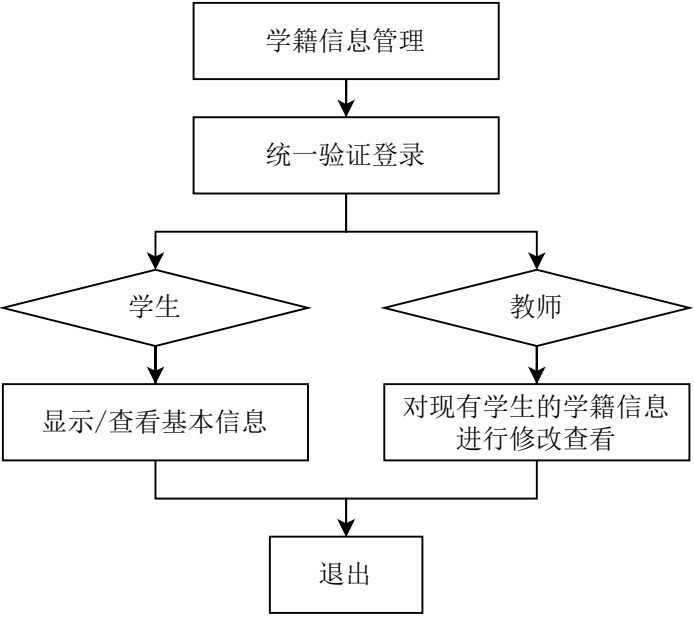 学籍信息管理
统一验证登录
学生
教师
显示/查看基本信息
对现有学生的学籍信息
进行修改查看
退出